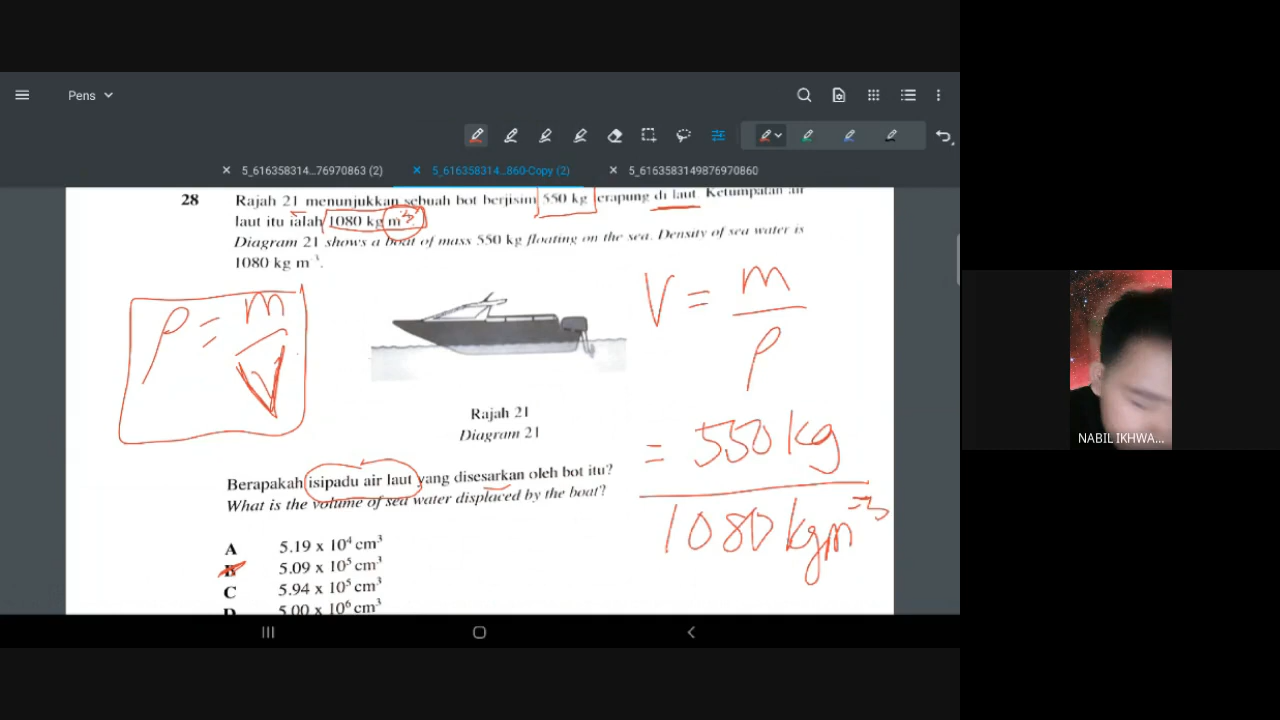 Pens
5_616358314...76970863 (2)
5_616358314...860-Copy (2)
5_6163583149876970860
28 Rajah 21 menunjukkan sebuah bot berjisim 550 kg terapung di laut. Ketumpatan air
laut itu ialah 1080 kg m⁻³.
Diagram 21 shows a boat of mass 550 kg floating on the sea. Density of sea water is
1080 kg m⁻³.
ρ = m
V
V = m
ρ
= 550 kg
1080 kgm⁻³
Rajah 21
Diagram 21
Berapakah isipadu air laut yang disesarkan oleh bot itu?
What is the volume of sea water displaced by the boat?
A 5.19 x 10⁴ cm³
B 5.09 x 10⁵ cm³
C 5.94 x 10⁵ cm³
D 5.00 x 10⁶ cm³
NABIL IKHWA...